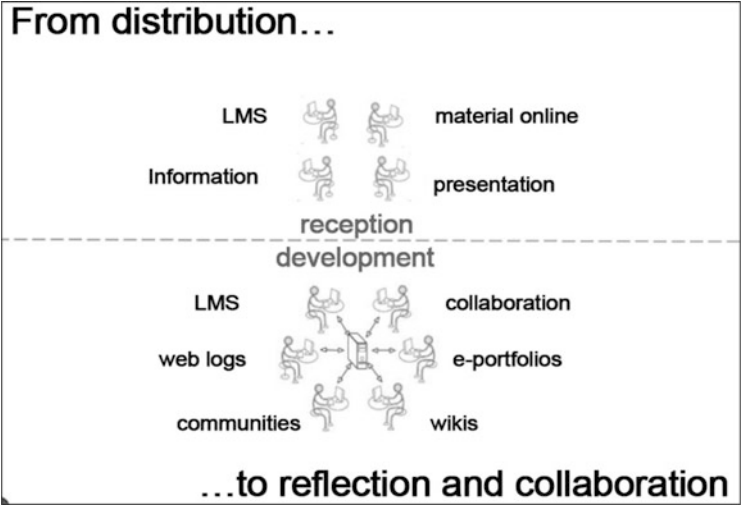 From distribution...
LMS
material online
Information
presentation
reception
development
LMS
collaboration
web logs
e-portfolios
communities
wikis
...to reflection and collaboration